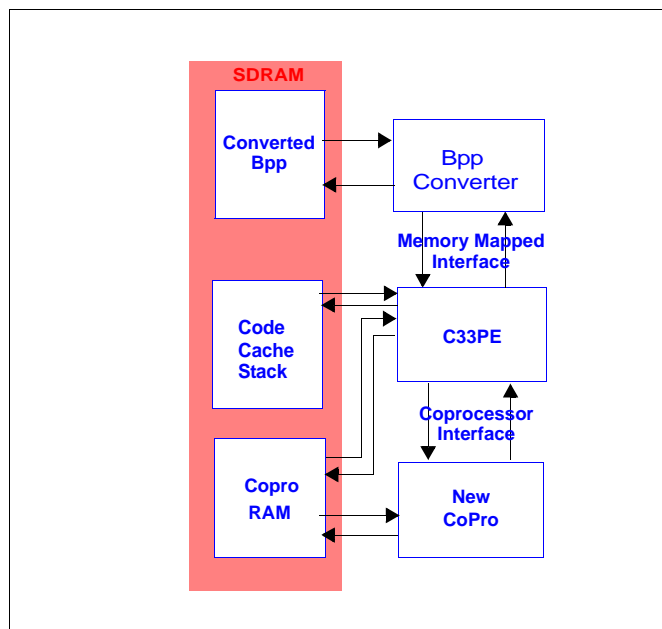 SDRAM
Converted
Bpp
Bpp
Converter
Memory Mapped
Interface
Code
Cache
Stack
C33PE
Coprocessor
Interface
Copro
RAM
New
CoPro